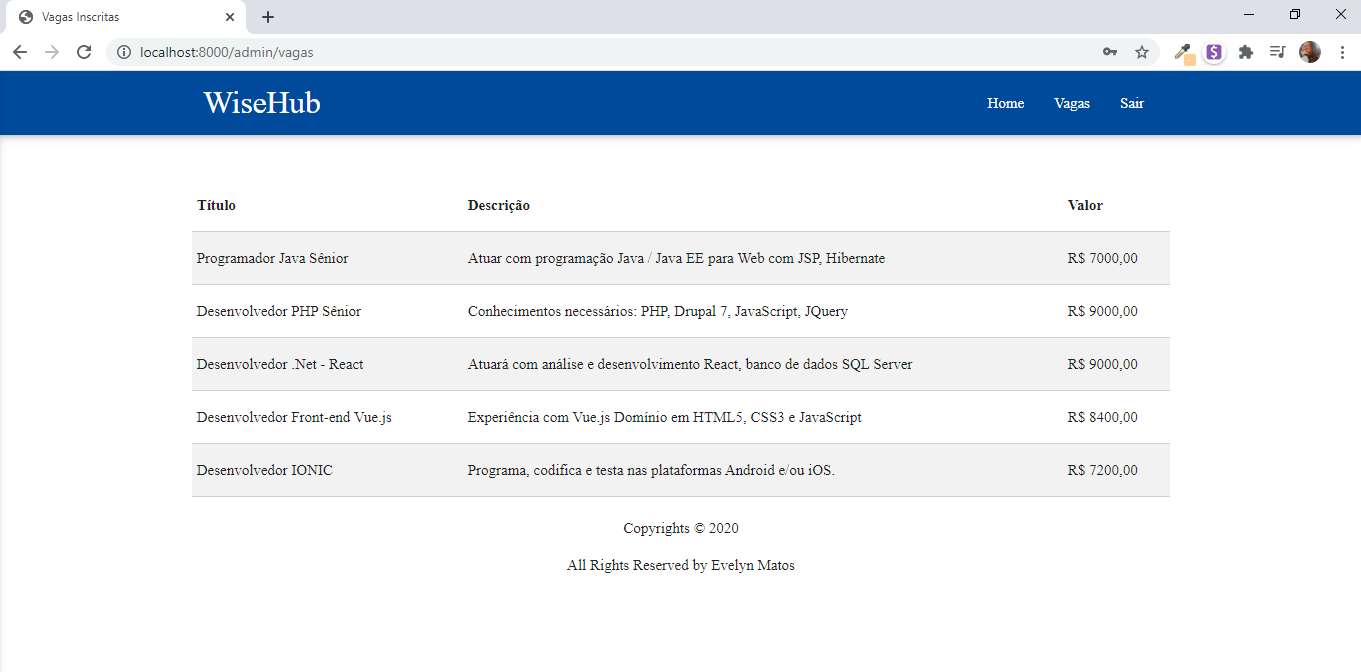 Vagas Inscritas
localhost:8000/admin/vagas
WiseHub
Home Vagas Sair
Título Descrição Valor
Programador Java Sênior Atuar com programação Java / Java EE para Web com JSP, Hibernate R$ 7000,00
Desenvolvedor PHP Sênior Conhecimentos necessários: PHP, Drupal 7, JavaScript, JQuery R$ 9000,00
Desenvolvedor .Net - React Atuará com análise e desenvolvimento React, banco de dados SQL Server R$ 9000,00
Desenvolvedor Front-end Vue.js Experiência com Vue.js Domínio em HTML5, CSS3 e JavaScript R$ 8400,00
Desenvolvedor IONIC Programa, codifica e testa nas plataformas Android e/ou iOS. R$ 7200,00
Copyrights © 2020
All Rights Reserved by Evelyn Matos